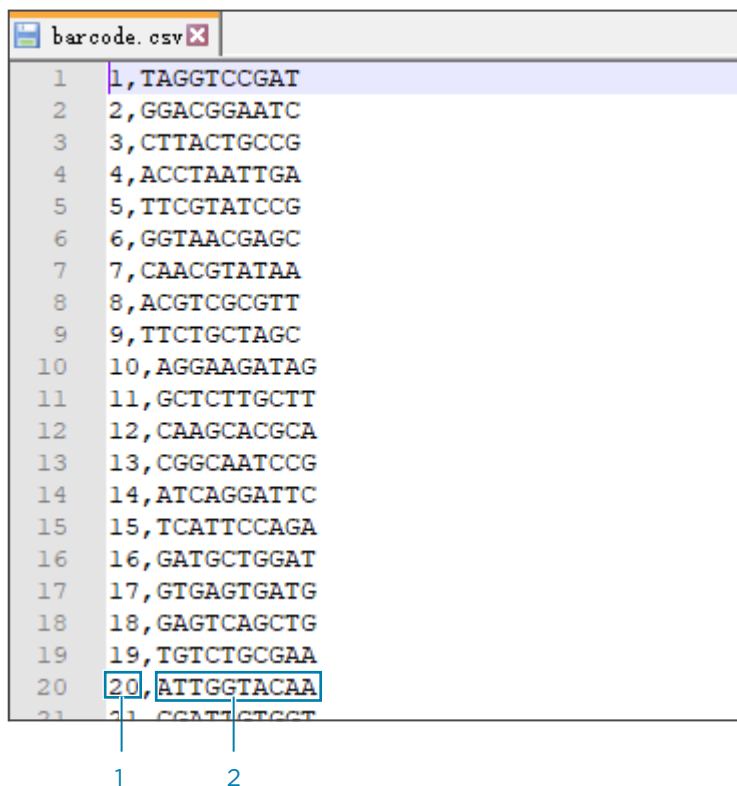 barcode.csv
1 1,TAGGTCCGAT
2 2,GGACGGAATC
3 3,CTTACTGCCG
4 4,ACCTAATTGA
5 5,TTCGTATCCG
6 6,GGTAACGAGC
7 7,CAACGTATAA
8 8,ACGTCGCGTT
9 9,TTCTGCTAGC
10 10,AGGAAGATAG
11 11,GCTCTTGCTT
12 12,CAAGCACGCA
13 13,CGGCAATCCG
14 14,ATCAGGATTC
15 15,TCATTCCAGA
16 16,GATGCTGGAT
17 17,GTGAGTGATG
18 18,GAGTCAGCTG
19 19,TGTCTGCGAA
20 20,ATTGGTACAA
21 21,CGATTGTGGT
1 2